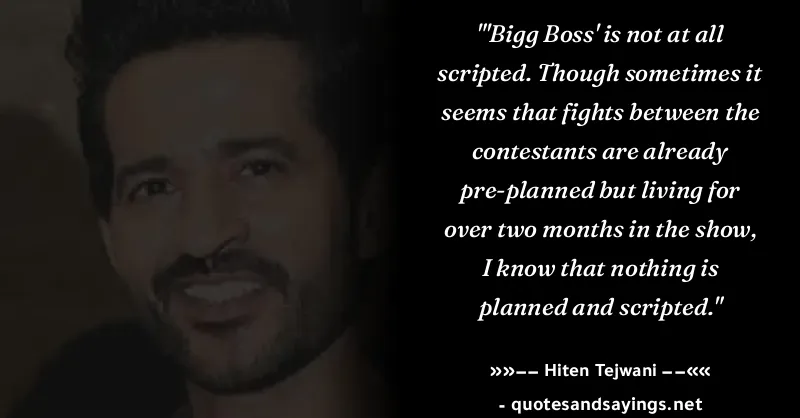 "'Bigg Boss' is not at all
scripted. Though sometimes it
seems that fights between the
contestants are already
pre-planned but living for
over two months in the show,
I know that nothing is
planned and scripted."
»»−− Hiten Tejwani −−««
- quotesandsayings.net